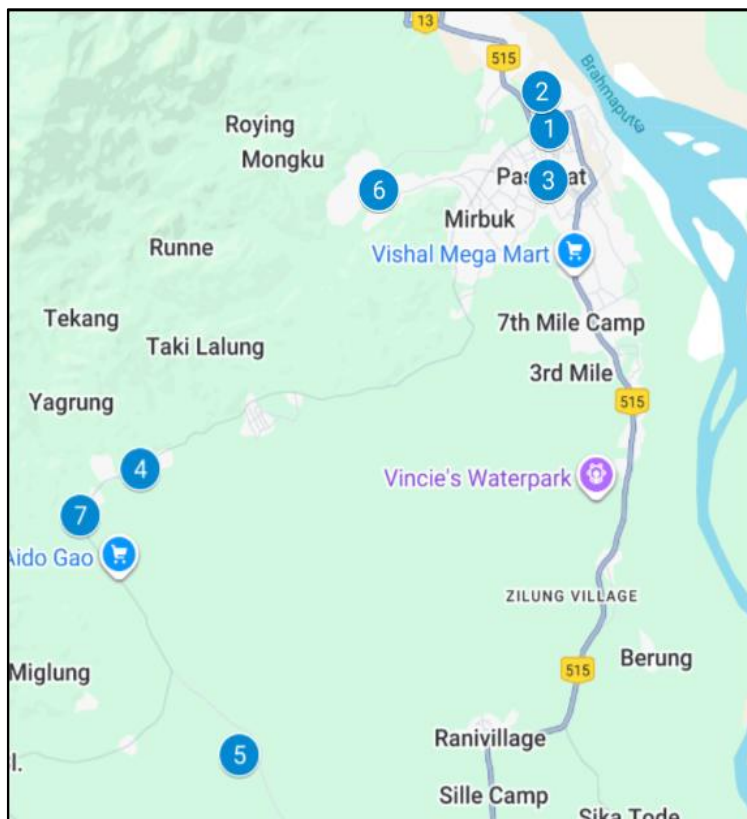 13
515
Brahmaputra
2
1
Roying
Mongku
6
3
Mirbuk
Runne
Vishal Mega Mart
Tekang
7th Mile Camp
Taki Lalung
3rd Mile
Yagrung
515
4
Vincie's Waterpark
7
Aido Gao
ZILUNG VILLAGE
Berung
Miglung
515
Ranivillage
5
l.
Sille Camp
Sika Tode